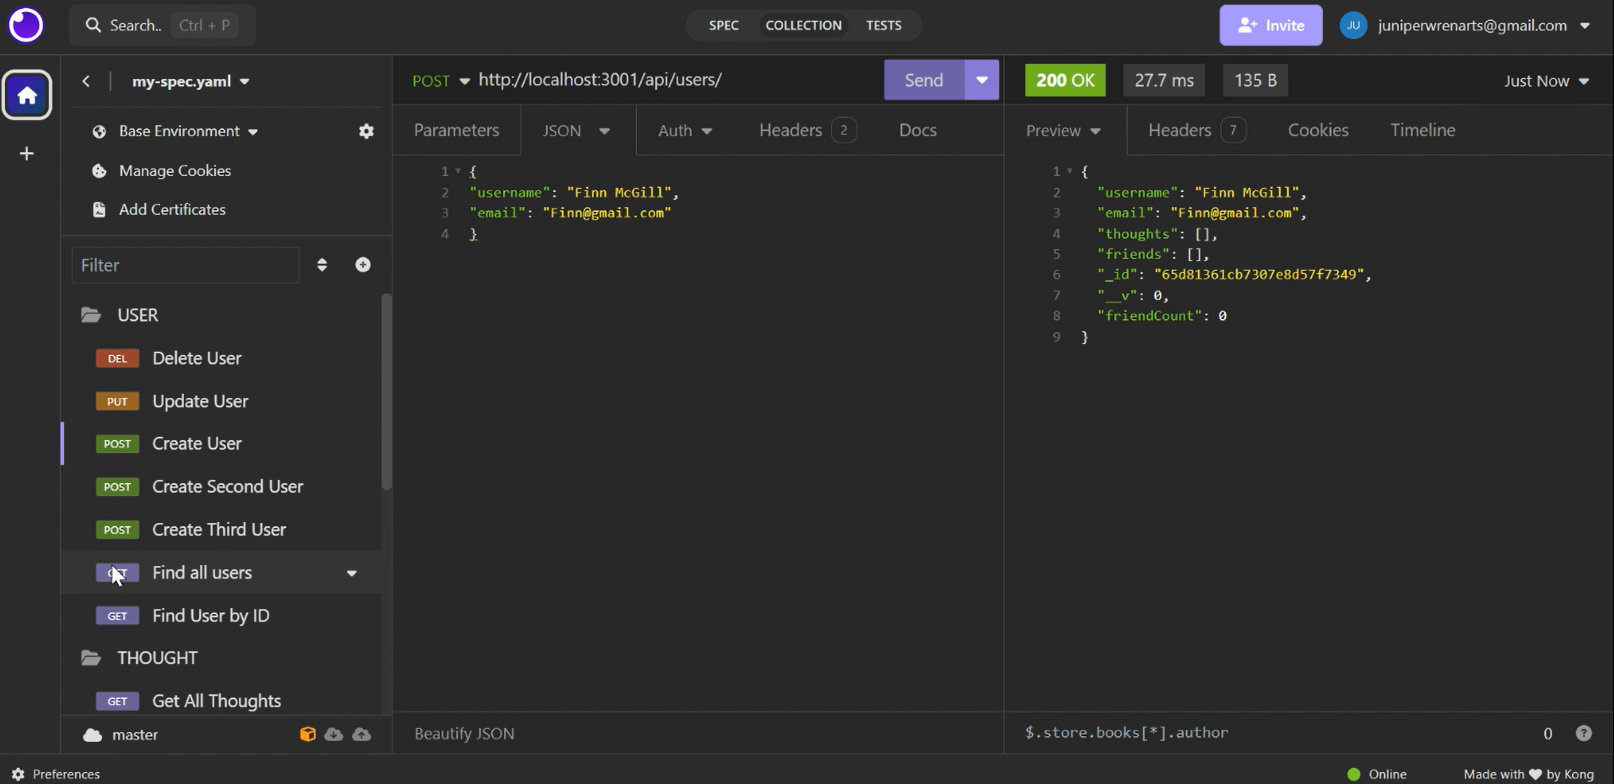 Search.. Ctrl + P SPEC COLLECTION TESTS Invite JU juniperwrenarts@gmail.com
my-spec.yaml
Base Environment
Manage Cookies
Add Certificates
Filter
USER
DEL Delete User
PUT Update User
POST Create User
POST Create Second User
POST Create Third User
Find all users
GET Find User by ID
THOUGHT
GET Get All Thoughts
master
Preferences
POST http://localhost:3001/api/users/ Send
Parameters JSON Auth Headers 2 Docs
1 {
2 "username": "Finn McGill",
3 "email": "Finn@gmail.com"
4 }
Beautify JSON
200 OK 27.7 ms 135 B Just Now
Preview Headers 7 Cookies Timeline
1 {
2 "username": "Finn McGill",
3 "email": "Finn@gmail.com",
4 "thoughts": [],
5 "friends": [],
6 "_id": "65d81361cb7307e8d57f7349",
7 "__v": 0,
8 "friendCount": 0
9 }
$.store.books[*].author 0 ?
Online Made with ❤ by Kong